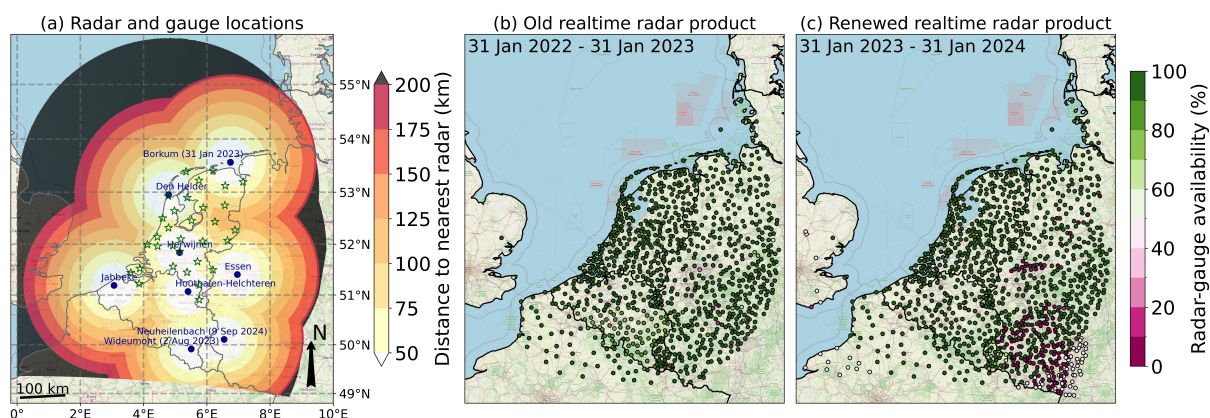 (a) Radar and gauge locations
Borkum (31 Jan 2023)
Den Helder
Herwijnen
Essen
Jabbeke
Houthalen-Helchteren
Neuheilenbach (9 Sep 2024)
Wideumont (2 Aug 2023)
N
100 km
0°
2°E
4°E
6°E
8°E
10°E
55°N
54°N
53°N
52°N
51°N
50°N
49°N
200
175
150
125
100
75
50
Distance to nearest radar (km)
(b) Old realtime radar product
31 Jan 2022 - 31 Jan 2023
(c) Renewed realtime radar product
31 Jan 2023 - 31 Jan 2024
100
80
60
40
20
0
Radar-gauge availability (%)